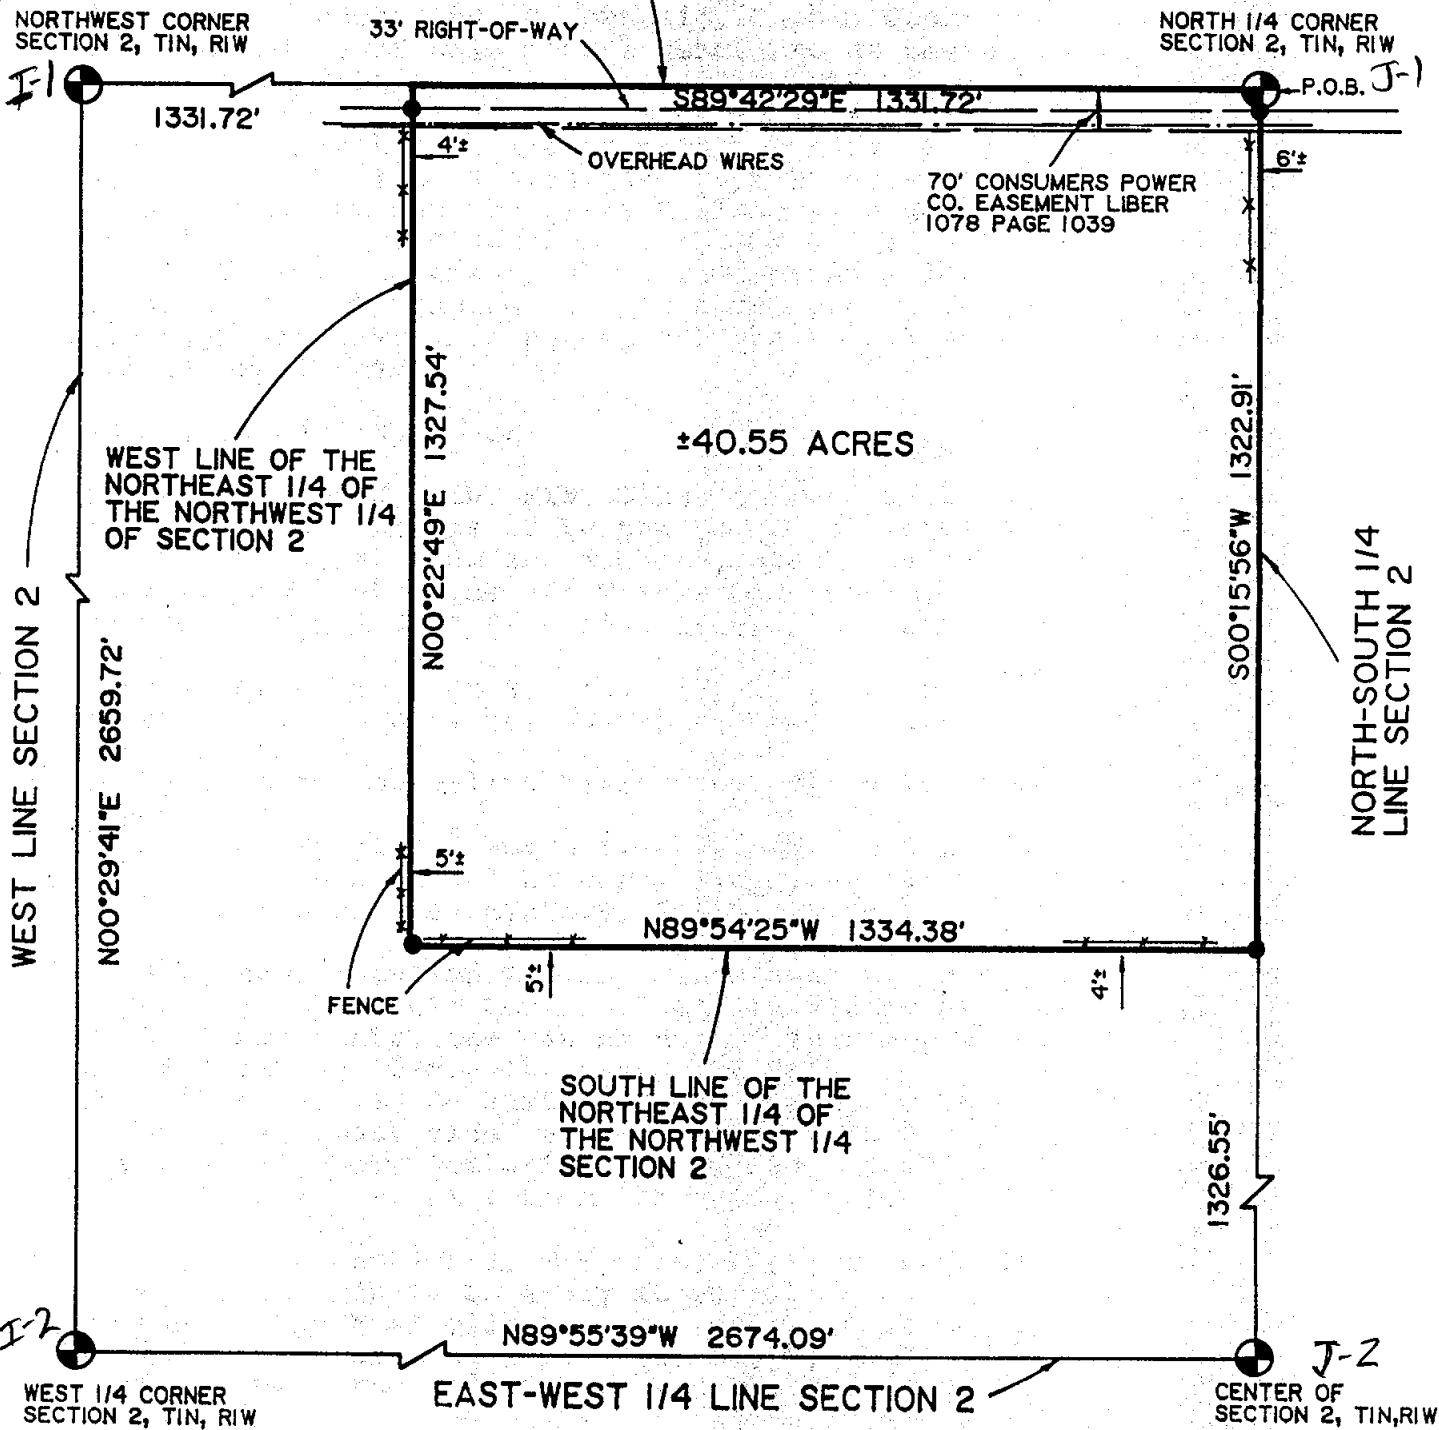 NORTHWEST CORNER
SECTION 2, T1N, R1W
33' RIGHT-OF-WAY
NORTH 1/4 CORNER
SECTION 2, T1N, R1W
I-1
P.O.B.
J-1
1331.72'
S89°42'29"E 1331.72'
4'±
OVERHEAD WIRES
6'±
70' CONSUMERS POWER
CO. EASEMENT LIBER
1078 PAGE 1039
N00°22'49"E 1327.54'
±40.55 ACRES
S00°15'56"W 1322.91'
WEST LINE OF THE
NORTHEAST 1/4 OF
THE NORTHWEST 1/4
OF SECTION 2
WEST LINE SECTION 2
N00°29'41"E 2659.72'
NORTH-SOUTH 1/4
LINE SECTION 2
5'±
N89°54'25"W 1334.38'
FENCE
5'±
4'±
SOUTH LINE OF THE
NORTHEAST 1/4 OF
THE NORTHWEST 1/4
SECTION 2
1326.55'
I-2
N89°55'39"W 2674.09'
J-2
WEST 1/4 CORNER
SECTION 2, T1N, R1W
EAST-WEST 1/4 LINE SECTION 2
CENTER OF
SECTION 2, T1N,R1W